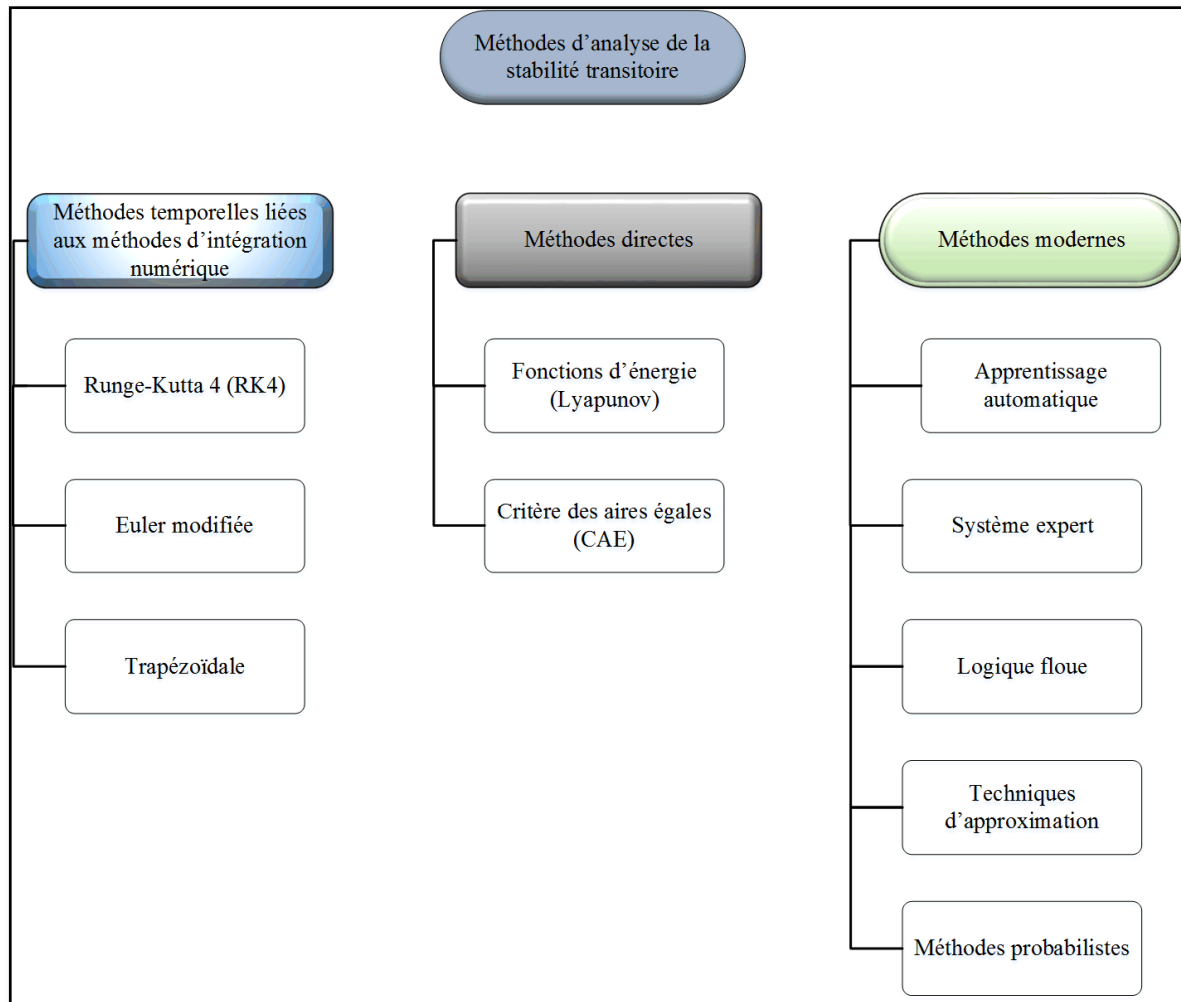 Méthodes d’analyse de la
stabilité transitoire
Méthodes temporelles liées
aux méthodes d’intégration
numérique
Runge-Kutta 4 (RK4)
Euler modifiée
Trapézoïdale
Méthodes directes
Fonctions d’énergie
(Lyapunov)
Critère des aires égales
(CAE)
Méthodes modernes
Apprentissage
automatique
Système expert
Logique floue
Techniques
d’approximation
Méthodes probabilistes